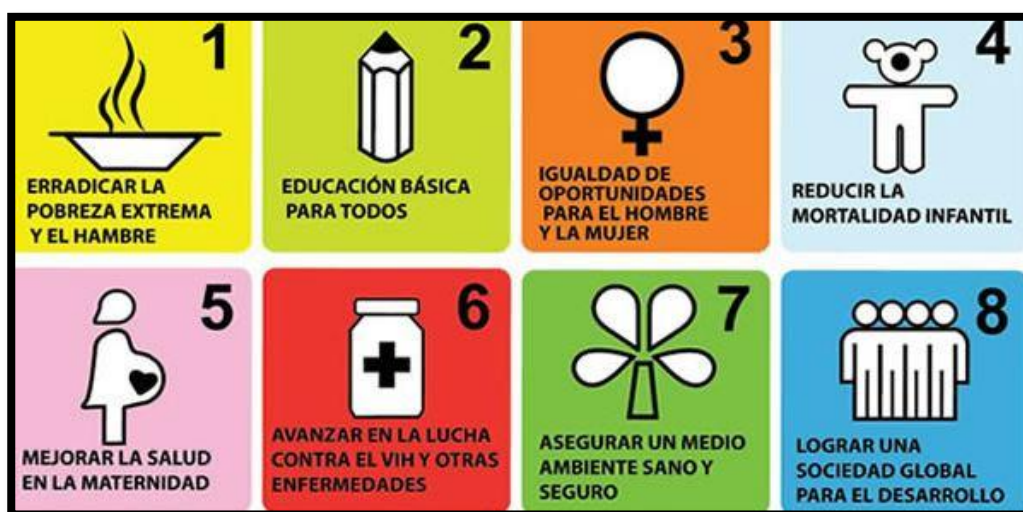 1
ERRADICAR LA
POBREZA EXTREMA
Y EL HAMBRE
2
EDUCACIÓN BÁSICA
PARA TODOS
3
IGUALDAD DE
OPORTUNIDADES
PARA EL HOMBRE
Y LA MUJER
4
REDUCIR LA
MORTALIDAD INFANTIL
5
MEJORAR LA SALUD
EN LA MATERNIDAD
6
AVANZAR EN LA LUCHA
CONTRA EL VIH Y OTRAS
ENFERMEDADES
7
ASEGURAR UN MEDIO
AMBIENTE SANO Y
SEGURO
8
LOGRAR UNA
SOCIEDAD GLOBAL
PARA EL DESARROLLO